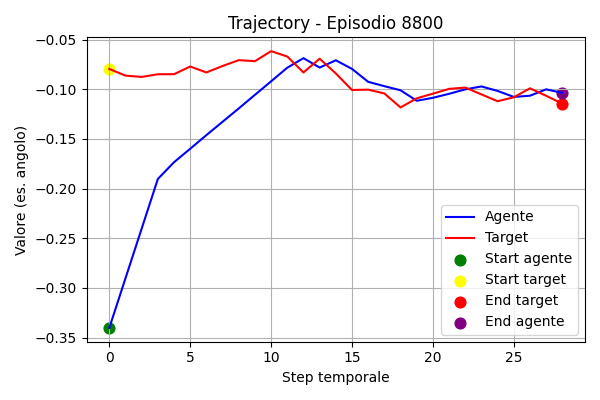 Trajectory - Episodio 8800
Valore (es. angolo)
−0.05
−0.10
−0.15
−0.20
−0.25
−0.30
−0.35
0
5
10
15
20
25
Step temporale
Agente
Target
Start agente
Start target
End target
End agente